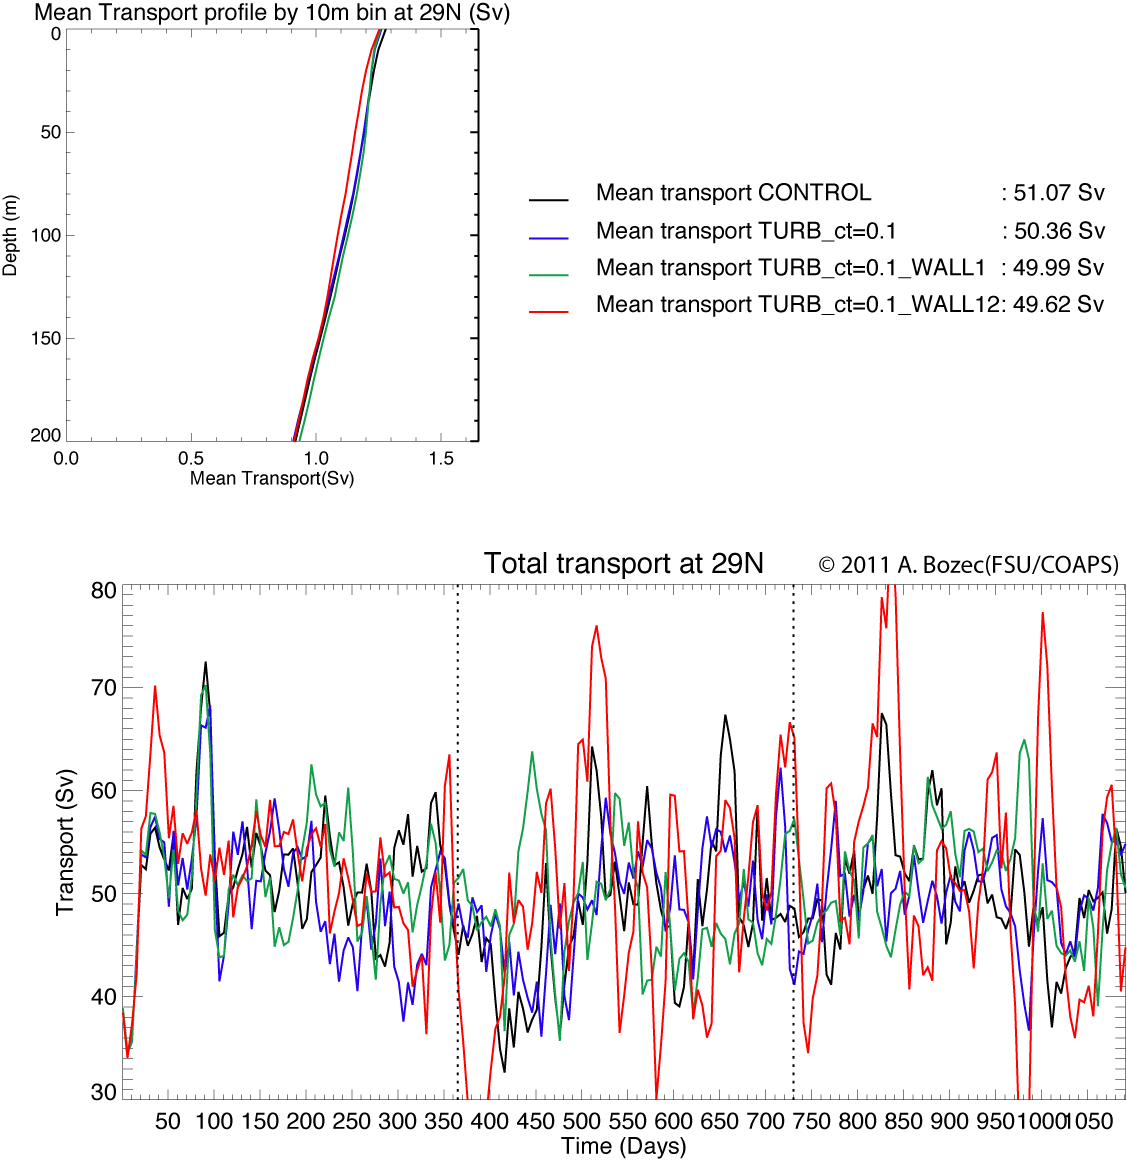 Mean Transport profile by 10m bin at 29N (Sv)
0
50
100
150
200
Depth (m)
0.0 0.5 1.0 1.5
Mean Transport(Sv)
Mean transport CONTROL : 51.07 Sv
Mean transport TURB_ct=0.1 : 50.36 Sv
Mean transport TURB_ct=0.1_WALL1 : 49.99 Sv
Mean transport TURB_ct=0.1_WALL12: 49.62 Sv
Total transport at 29N
© 2011 A. Bozec(FSU/COAPS)
80
70
60
50
40
30
Transport (Sv)
50 100 150 200 250 300 350 400 450 500 550 600 650 700 750 800 850 900 950 1000 1050
Time (Days)